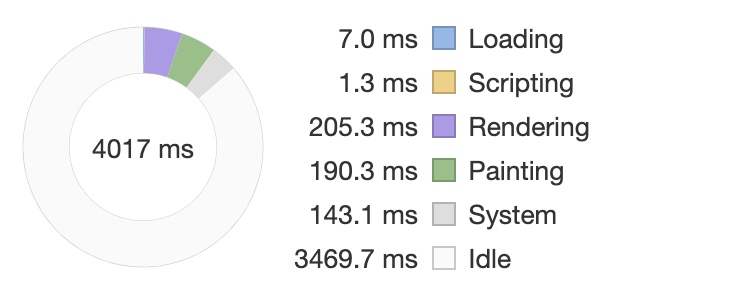 4017 ms
7.0 ms Loading
1.3 ms Scripting
205.3 ms Rendering
190.3 ms Painting
143.1 ms System
3469.7 ms Idle